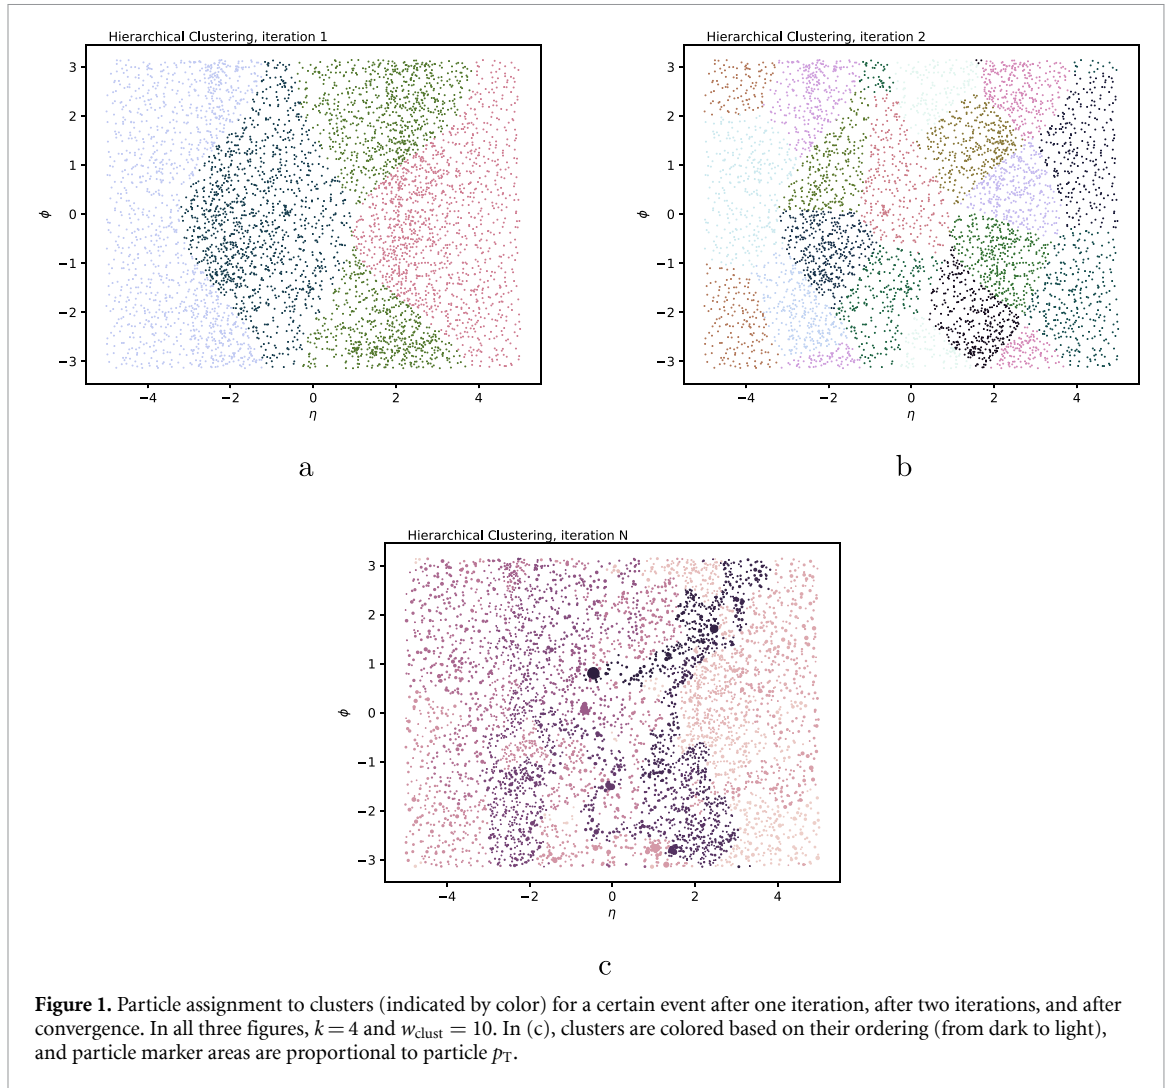 Hierarchical Clustering, iteration 1
3
2
1
0
−1
−2
−3
ϕ
−4
−2
0
2
4
η
a
Hierarchical Clustering, iteration 2
3
2
1
0
−1
−2
−3
ϕ
−4
−2
0
2
4
η
b
Hierarchical Clustering, iteration N
3
2
1
0
−1
−2
−3
ϕ
−4
−2
0
2
4
η
c
Figure 1. Particle assignment to clusters (indicated by color) for a certain event after one iteration, after two iterations, and after
convergence. In all three figures, k = 4 and w_clust = 10. In (c), clusters are colored based on their ordering (from dark to light),
and particle marker areas are proportional to particle p_T.